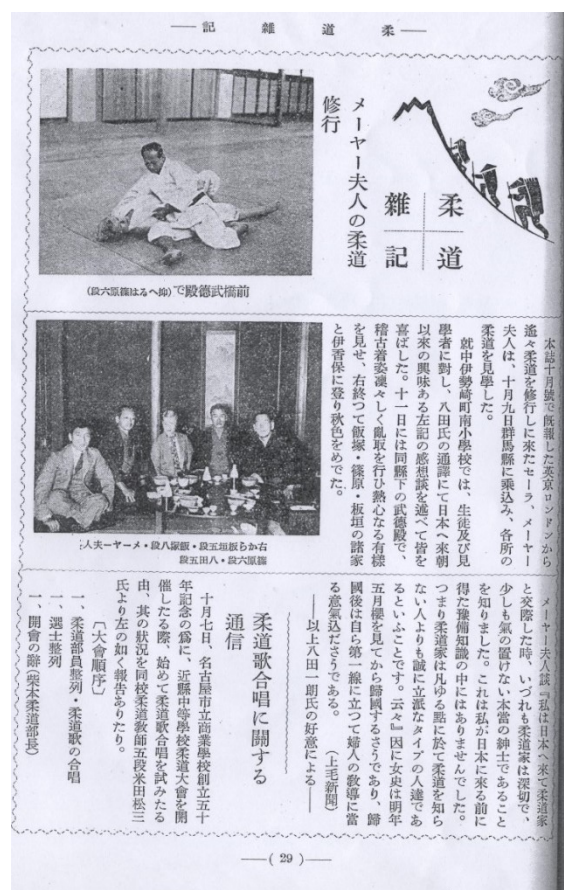 柔道雜記
柔道
雜記
メーヤー夫人の柔道
修行
前橋武德殿で(抑へるは篠原六段)
本誌十月號で既報した英京ロンドンから
遙々柔道を修行しに來たセーラ、メーヤー
夫人は、十月九日群馬縣に乘込み、各所の
柔道を見學した。
就中伊勢崎町南小學校では、生徒及び見
學者に對し、八田氏の通譯にて日本へ來朝
以來の興味ある左記の感想談を述べて皆を
喜ばした。十一日には同縣下の武德殿で、
稽古着姿凜々しく亂取を行ひ熱心なる有樣
を見せ、右終つて飯塚・篠原・板垣の諸家
と伊香保に登り秋色をめでた。
右から板垣五段・飯塚八段・メーヤー夫人・
篠原六段・八田五段
メーヤー夫人談『私は日本へ來て柔道家
と交際した時、いづれも柔道家は深切で、
少しも氣の置けない本當の紳士であること
を知りました。これは私が日本に來る前に
得た豫備知識の中にはありませんでした。
つまり柔道家は凡ゆる點に於て柔道を知ら
ない人よりも誠に立派なタイプの人達であ
るといふことです。云々』因に女史は明年
五月櫻を見てから歸國するさうであり、歸
國後は自ら第一線に立つて婦人の敎導に當
る意氣込ださうである。 (上毛新聞)
――以上八田一朗氏の好意による――
柔道歌合唱に關する
通信
十月七日、名古屋市立商業學校創立五十
年記念の爲に、近縣中等學校柔道大會を開
催したる際、始めて柔道歌合唱を試みたる
由、其の狀況を同校柔道敎師五段米田松三
氏より左の如く報告ありたり。
〔大會順序〕
一、柔道部員整列・柔道歌の合唱
一、選士整列
一、開會の辭(柴本柔道部長)
―( 29 )―